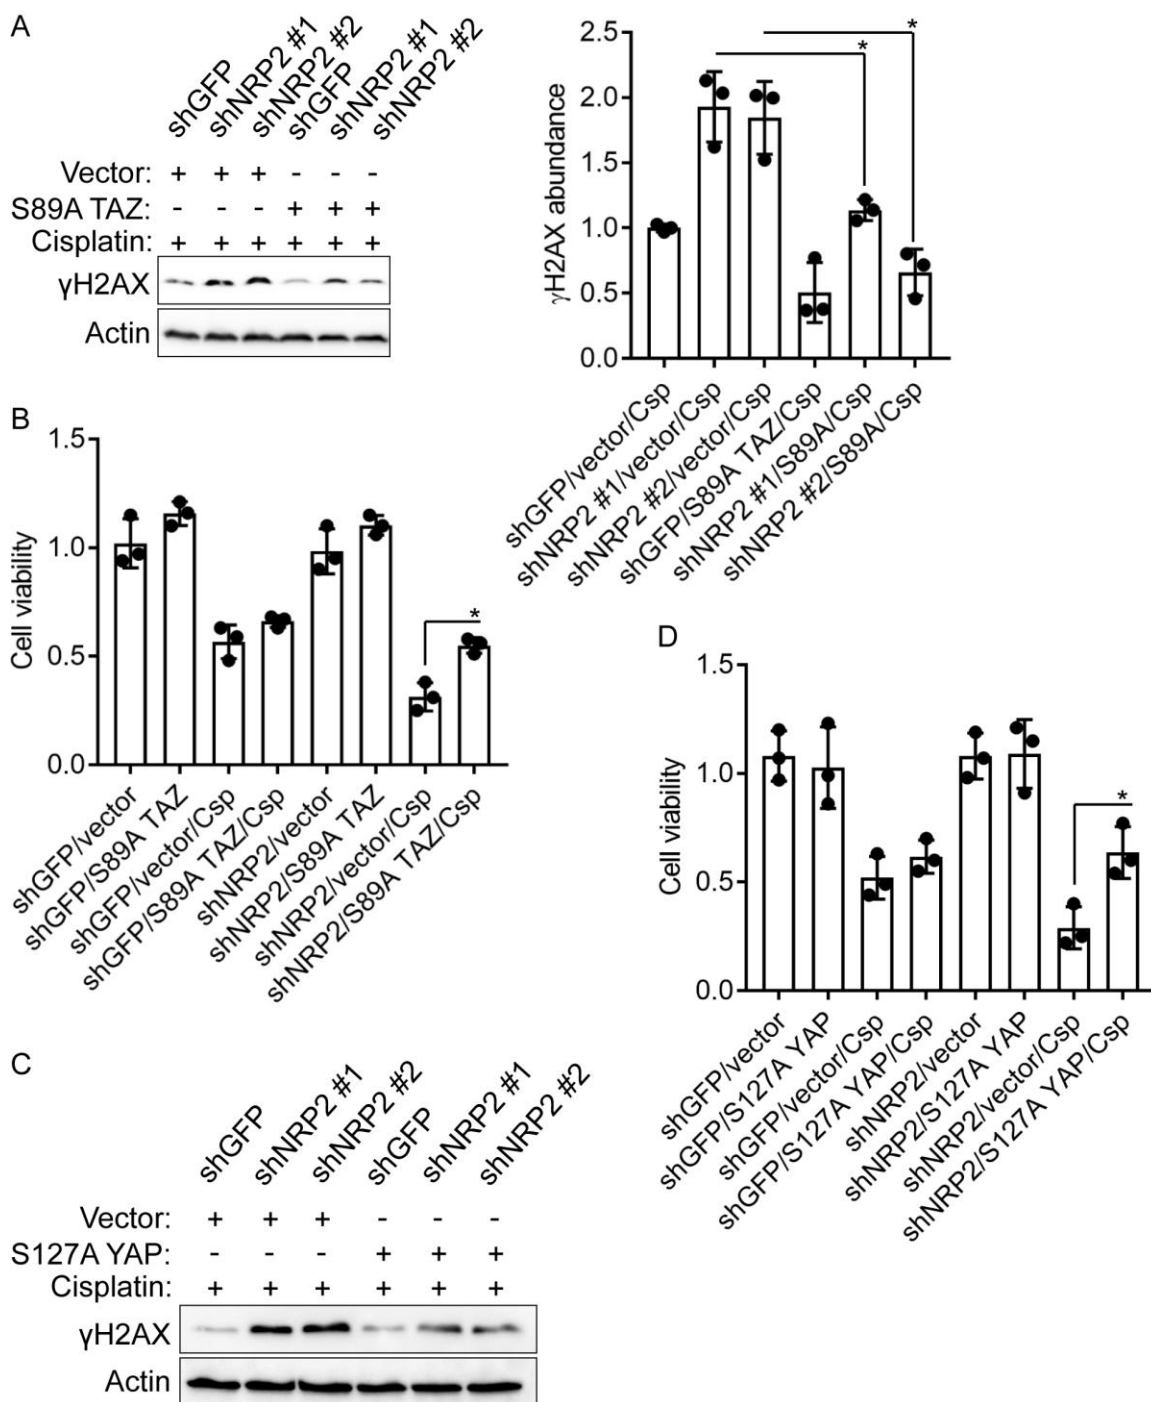 A
shGFP
shNRP2 #1
shNRP2 #2
shGFP
shNRP2 #1
shNRP2 #2
Vector: + + + - - -
S89A TAZ: - - - + + +
Cisplatin: + + + + + +
γH2AX
Actin
γH2AX abundance
2.5
2.0
1.5
1.0
0.5
0.0
*
*
shGFP/vector/Csp
shNRP2 #1/vector/Csp
shNRP2 #2/vector/Csp
shGFP/S89A TAZ/Csp
shNRP2 #1/S89A/Csp
shNRP2 #2/S89A/Csp
B
Cell viability
1.5
1.0
0.5
0.0
*
shGFP/vector
shGFP/S89A TAZ
shGFP/vector/Csp
shGFP/S89A TAZ/Csp
shNRP2/vector
shNRP2/S89A TAZ
shNRP2/vector/Csp
shNRP2/S89A TAZ/Csp
D
Cell viability
1.5
1.0
0.5
0.0
*
shGFP/vector
shGFP/S127A YAP
shGFP/vector/Csp
shGFP/S127A YAP/Csp
shNRP2/vector
shNRP2/S127A YAP
shNRP2/vector/Csp
shNRP2/S127A YAP/Csp
C
shGFP
shNRP2 #1
shNRP2 #2
shGFP
shNRP2 #1
shNRP2 #2
Vector: + + + - - -
S127A YAP: - - - + + +
Cisplatin: + + + + + +
γH2AX
Actin